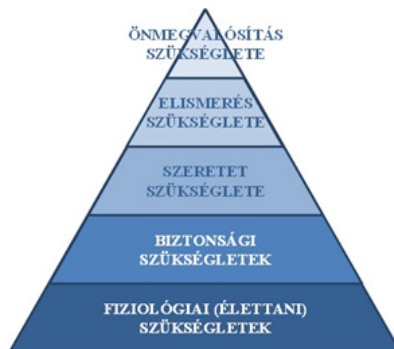 ÖNMEGVALÓSÍTÁS
SZÜKSÉGLETE
ELISMERÉS
SZÜKSÉGLETE
SZERETET
SZÜKSÉGLETE
BIZTONSÁGI
SZÜKSÉGLETEK
FIZIOLÓGIAI (ÉLETTANI)
SZÜKSÉGLETEK